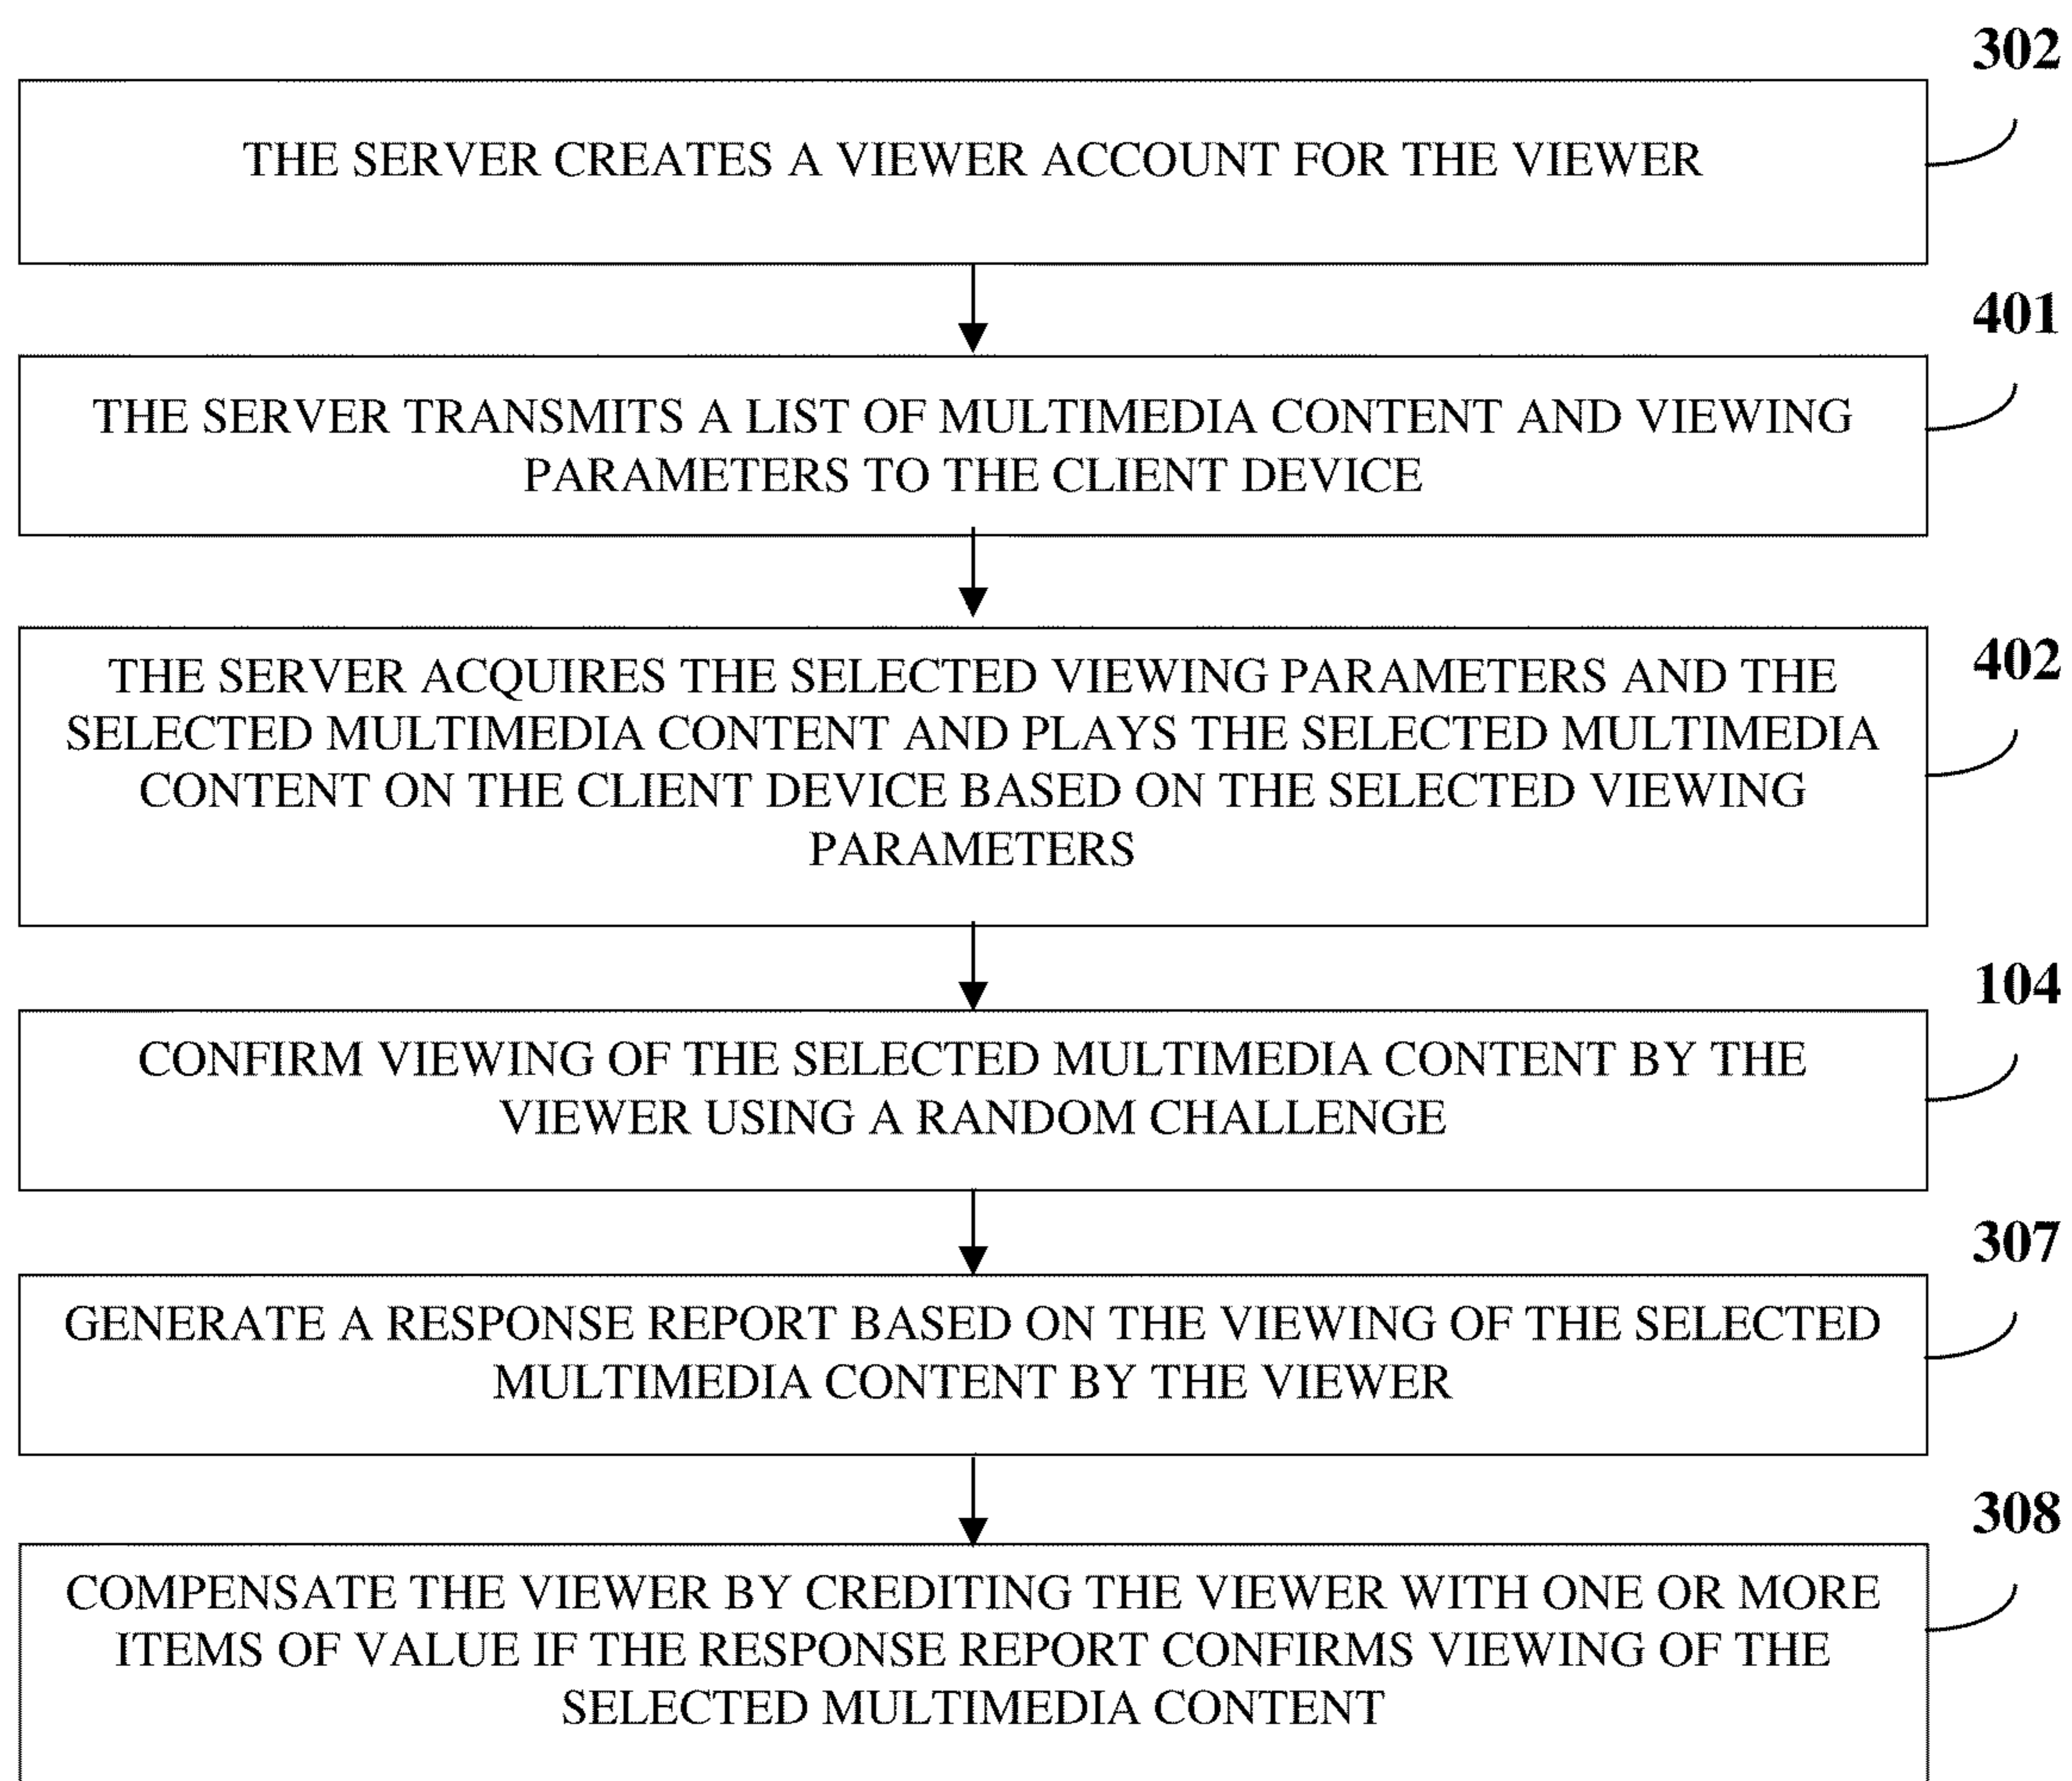 302
THE SERVER CREATES A VIEWER ACCOUNT FOR THE VIEWER
401
THE SERVER TRANSMITS A LIST OF MULTIMEDIA CONTENT AND VIEWING
PARAMETERS TO THE CLIENT DEVICE
402
THE SERVER ACQUIRES THE SELECTED VIEWING PARAMETERS AND THE
SELECTED MULTIMEDIA CONTENT AND PLAYS THE SELECTED MULTIMEDIA
CONTENT ON THE CLIENT DEVICE BASED ON THE SELECTED VIEWING
PARAMETERS
104
CONFIRM VIEWING OF THE SELECTED MULTIMEDIA CONTENT BY THE
VIEWER USING A RANDOM CHALLENGE
307
GENERATE A RESPONSE REPORT BASED ON THE VIEWING OF THE SELECTED
MULTIMEDIA CONTENT BY THE VIEWER
308
COMPENSATE THE VIEWER BY CREDITING THE VIEWER WITH ONE OR MORE
ITEMS OF VALUE IF THE RESPONSE REPORT CONFIRMS VIEWING OF THE
SELECTED MULTIMEDIA CONTENT